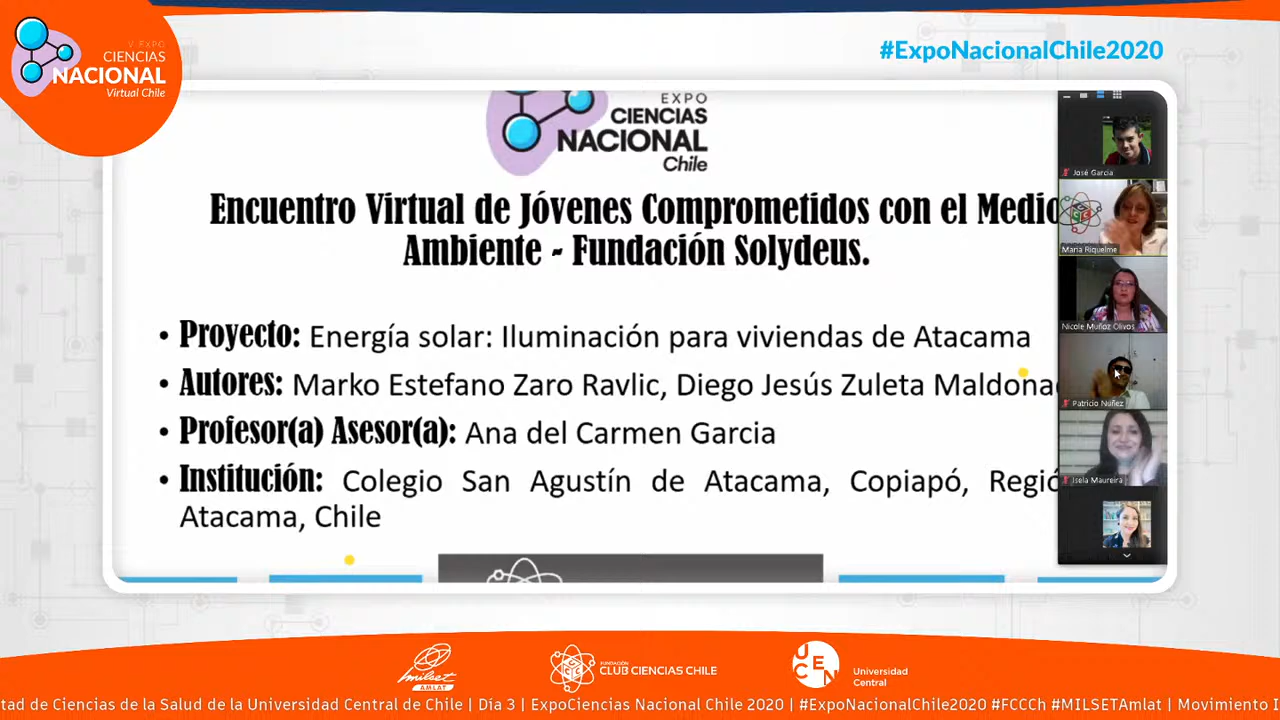 V EXPO
CIENCIAS
NACIONAL
Virtual Chile
#ExpoNacionalChile2020
EXPO
CIENCIAS
NACIONAL
Chile
Encuentro Virtual de Jóvenes Comprometidos con el Medio
Ambiente - Fundación Solydeus.
• Proyecto: Energía solar: Iluminación para viviendas de Atacama
• Autores: Marko Estefano Zaro Ravlic, Diego Jesús Zuleta Maldona
• Profesor(a) Asesor(a): Ana del Carmen Garcia
• Institución: Colegio San Agustín de Atacama, Copiapó, Regió
Atacama, Chile
José Garcia
María Riquelme
Nicole Muñoz Olivos
Patricio Núñez
Isela Maureira
milset
AMLAT
FUNDACIÓN
CLUB CIENCIAS CHILE
UCEN
Universidad
Central
tad de Ciencias de la Salud de la Universidad Central de Chile | Día 3 | ExpoCiencias Nacional Chile 2020 | #ExpoNacionalChile2020 #FCCCh #MILSETAmlat | Movimiento I